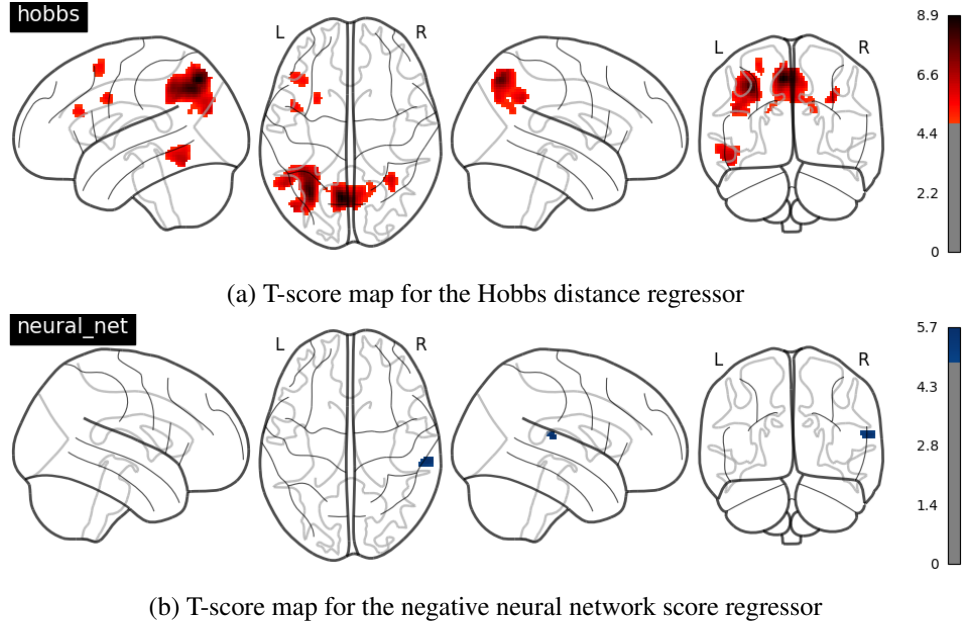 hobbs
L R L R
8.9
6.6
4.4
2.2
0
(a) T-score map for the Hobbs distance regressor
neural_net
L R L R
5.7
4.3
2.8
1.4
0
(b) T-score map for the negative neural network score regressor